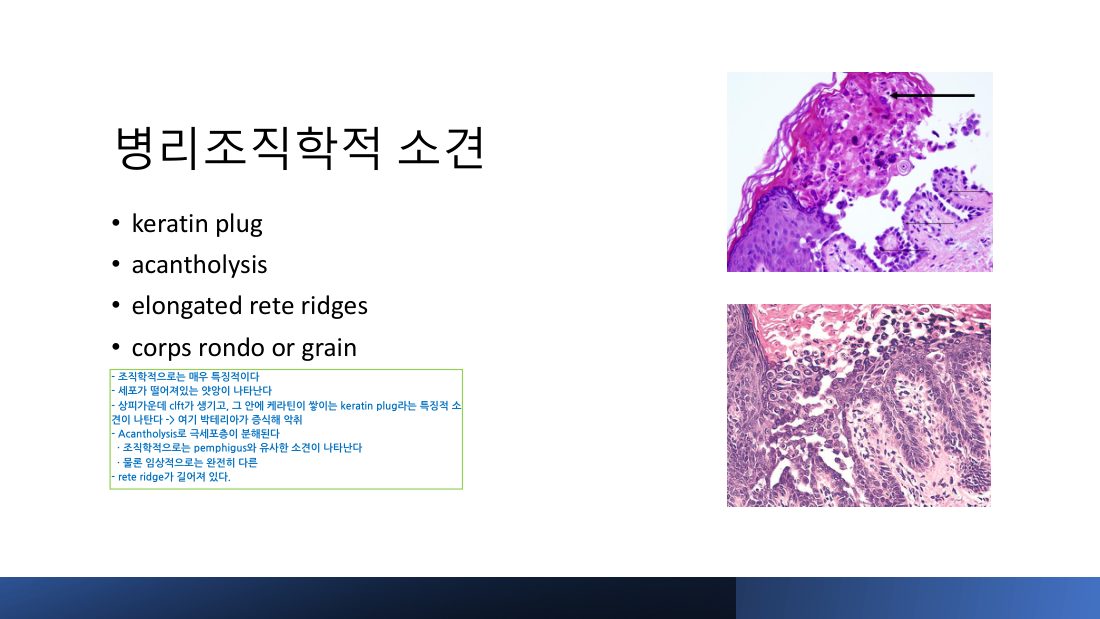 병리조직학적 소견
• keratin plug
• acantholysis
• elongated rete ridges
• corps rondo or grain
- 조직학적으로는 매우 특징적이다
- 세포가 떨어져있는 얏앙이 나타난다
- 상피가운데 clft가 생기고, 그 안에 케라틴이 쌓이는 keratin plug라는 특징적 소
견이 나탄다 -> 여기 박테리아가 증식해 악취
- Acantholysis로 극세포층이 분해된다
· 조직학적으로는 pemphigus와 유사한 소견이 나타난다
· 물론 임상적으로는 완전히 다른
- rete ridge가 길어져 있다.